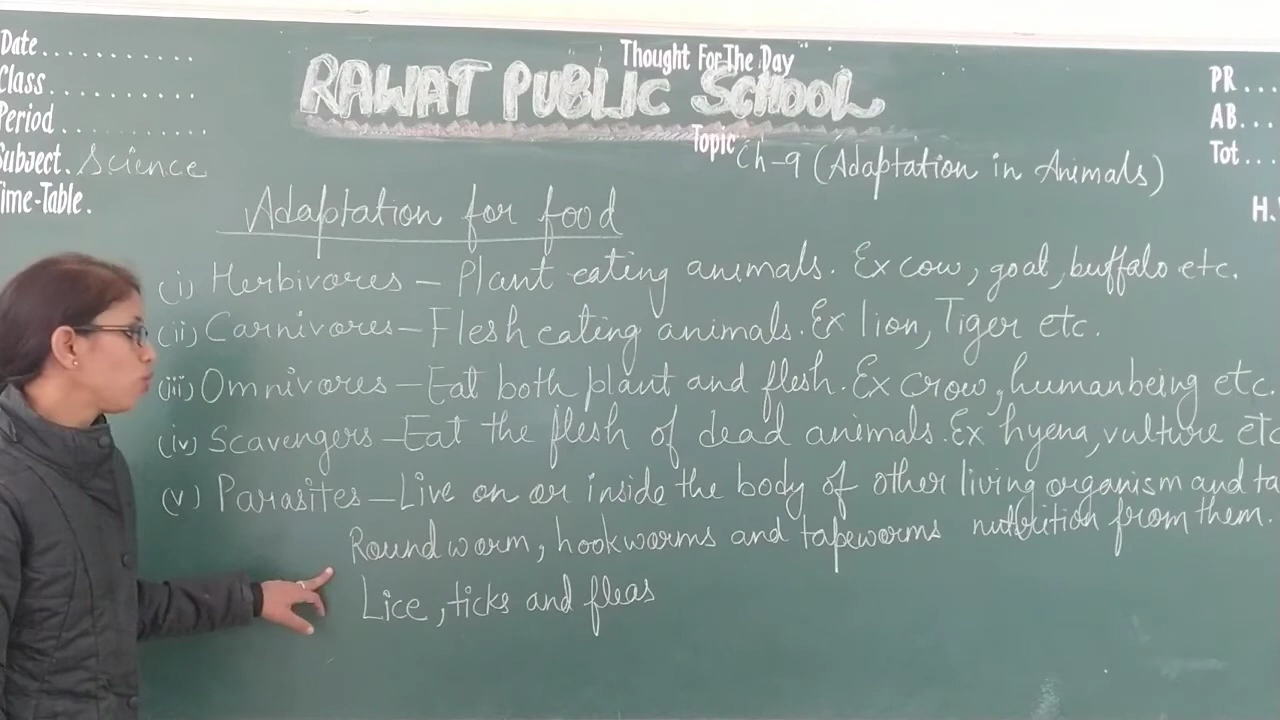 Date....................
Thought For The Day
PR....
Class....................
RAWAT PUBLIC SCHOOL
AB....
Period....................
Topic Ch-9 (Adaptation in Animals)
Tot....
Subject. Science
Time-Table.
H.
Adaptation for food
(i) Herbivores – Plant eating animals. Ex cow, goat, buffalo etc.
(ii) Carnivores – Flesh eating animals. Ex lion, Tiger etc.
(iii) Omnivores – Eat both plant and flesh. Ex crow, humanbeing etc.
(iv) Scavengers – Eat the flesh of dead animals. Ex hyena, vulture etc
(v) Parasites – Live on or inside the body of other living organism and ta
nutrition from them.
Round worm, hookworms and tapeworms
Lice, ticks and fleas